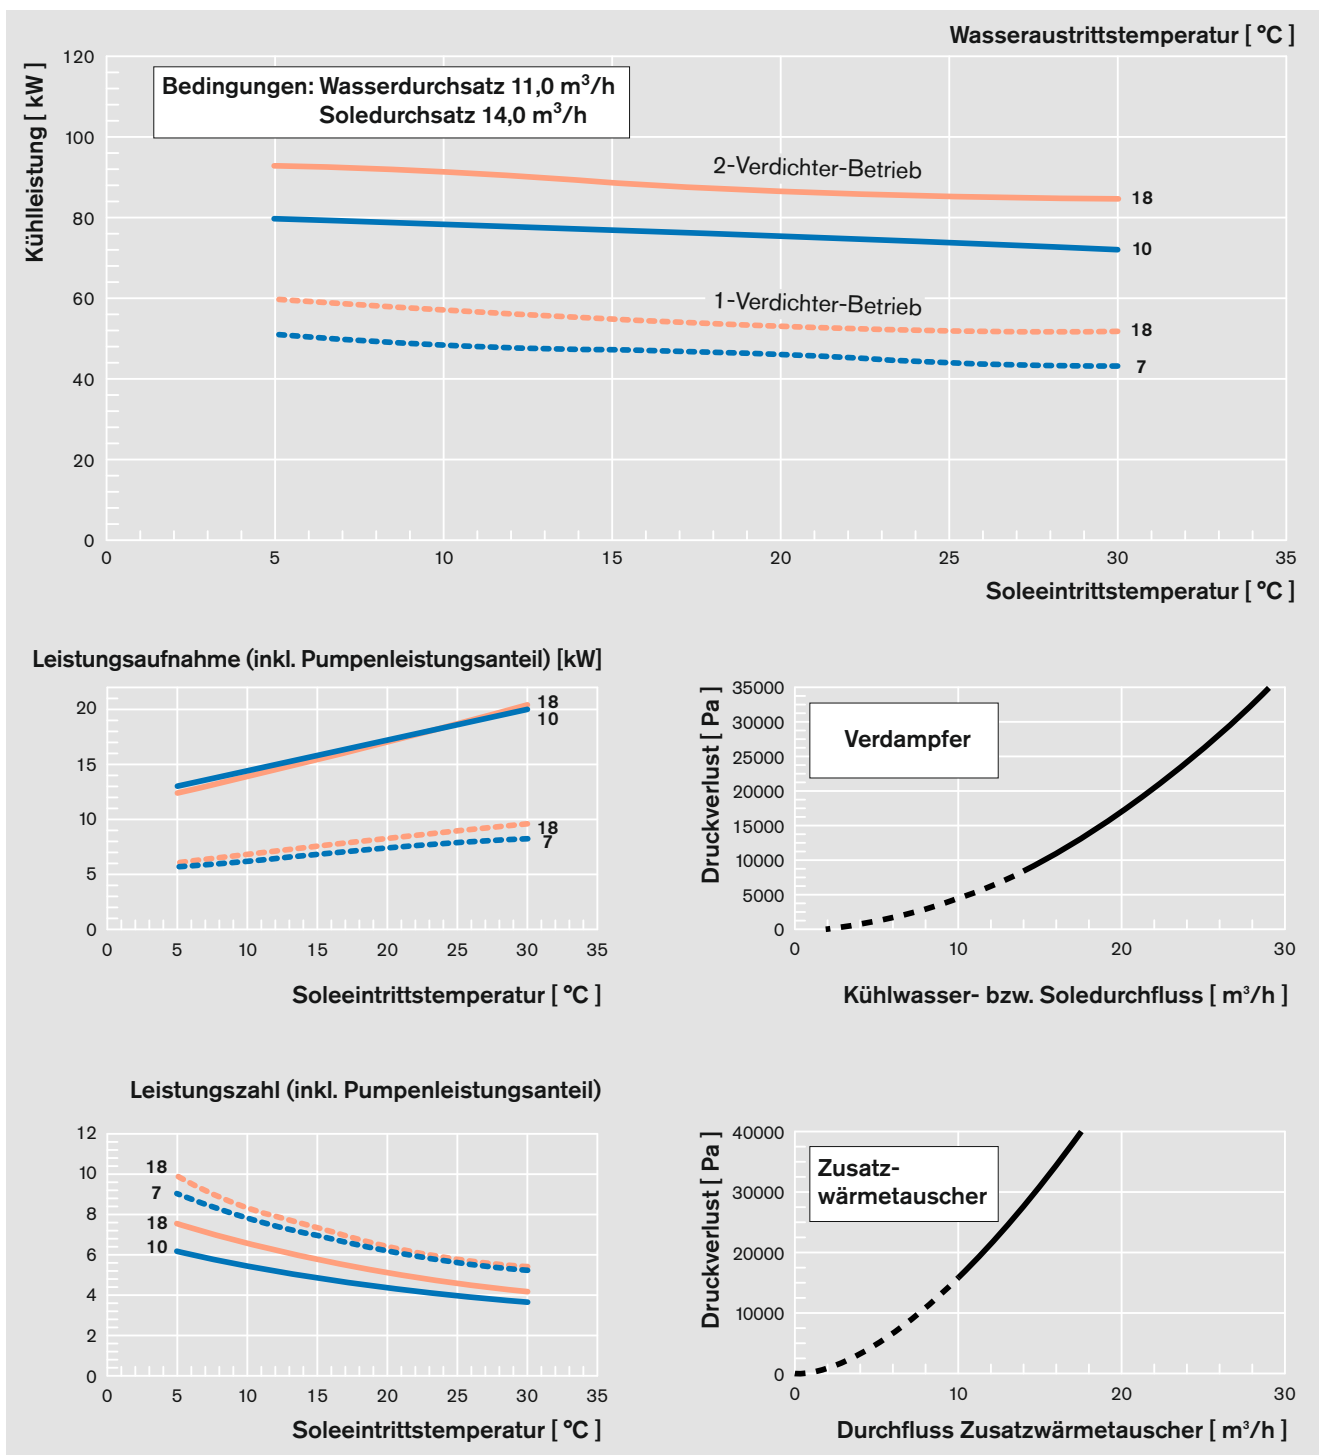 Wasseraustrittstemperatur [ °C ]
Kühlleistung [ kW ]
120
100
80
60
40
20
0
Bedingungen: Wasserdurchsatz 11,0 m³/h
Soledurchsatz 14,0 m³/h
2-Verdichter-Betrieb
18
10
1-Verdichter-Betrieb
18
7
0 5 10 15 20 25 30 35
Soleeintrittstemperatur [ °C ]
Leistungsaufnahme (inkl. Pumpenleistungsanteil) [kW]
20
15
10
5
0
18
10
18
7
0 5 10 15 20 25 30 35
Soleeintrittstemperatur [ °C ]
Druckverlust [ Pa ]
35000
30000
25000
20000
15000
10000
5000
0
Verdampfer
0 10 20 30
Kühlwasser- bzw. Soledurchfluss [ m³/h ]
Leistungszahl (inkl. Pumpenleistungsanteil)
12
10
8
6
4
2
0
18
7
18
10
0 5 10 15 20 25 30 35
Soleeintrittstemperatur [ °C ]
Druckverlust [ Pa ]
40000
30000
20000
10000
0
Zusatz-
wärmetauscher
0 10 20 30
Durchfluss Zusatzwärmetauscher [ m³/h ]